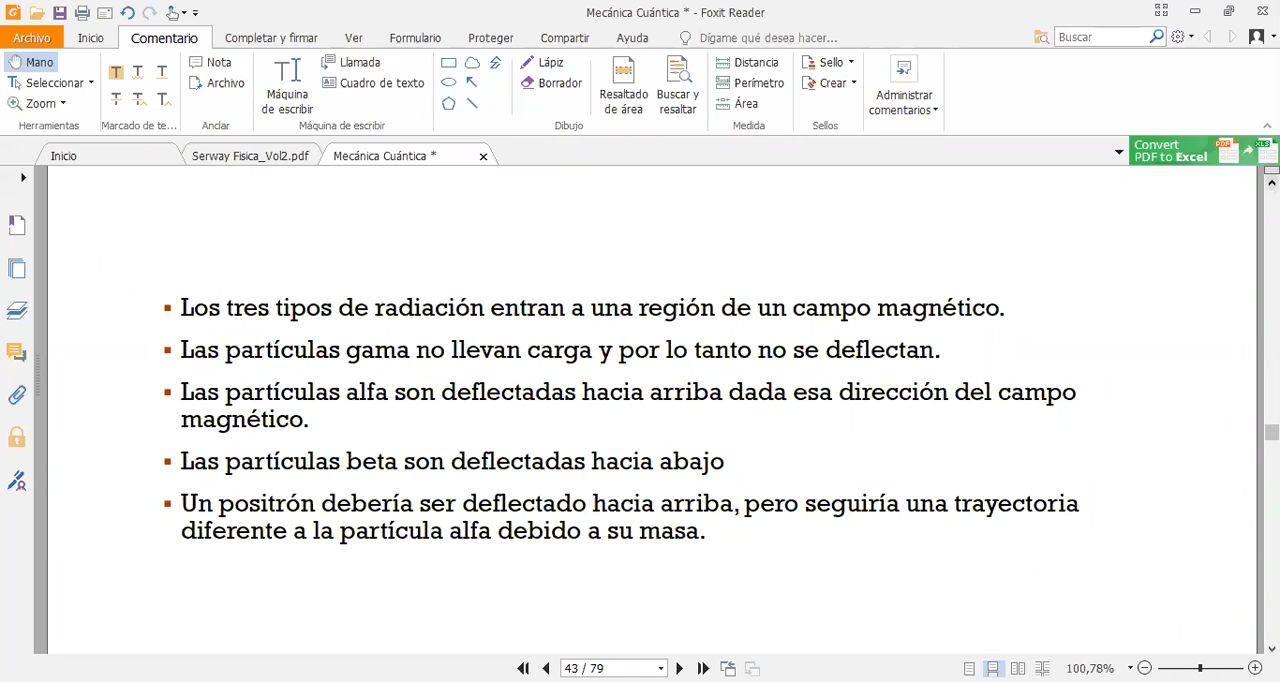 Mecánica Cuántica * - Foxit Reader
Archivo Inicio Comentario Completar y firmar Ver Formulario Proteger Compartir Ayuda Dígame qué desea hacer... Buscar
Mano Nota Llamada Lápiz Distancia Sello
Seleccionar Archivo Cuadro de texto Borrador Perímetro Crear
Zoom Área
Máquina de escribir
Resaltado de área
Buscar y resaltar
Administrar comentarios
Herramientas Marcado de te... Anclar Máquina de escribir Dibujo Medida Sellos
Inicio Serway Fisica_Vol2.pdf Mecánica Cuántica *
Convert
PDF to Excel
▪ Los tres tipos de radiación entran a una región de un campo magnético.
▪ Las partículas gama no llevan carga y por lo tanto no se deflectan.
▪ Las partículas alfa son deflectadas hacia arriba dada esa dirección del campo
magnético.
▪ Las partículas beta son deflectadas hacia abajo
▪ Un positrón debería ser deflectado hacia arriba, pero seguiría una trayectoria
diferente a la partícula alfa debido a su masa.
43 / 79 100,78%